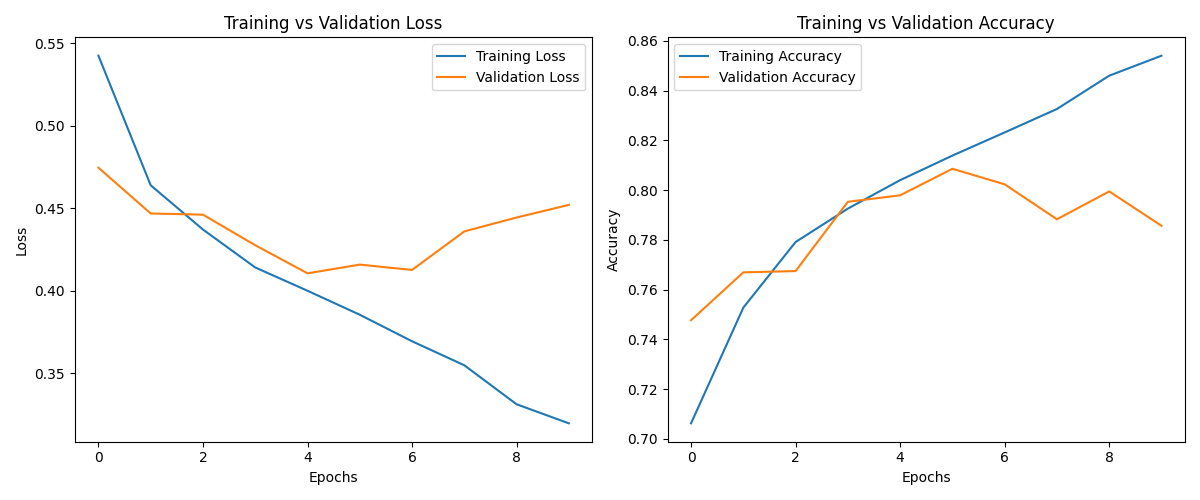 Training vs Validation Loss
Training Loss
Validation Loss
0.55
0.50
0.45
0.40
0.35
Loss
0 2 4 6 8
Epochs
Training vs Validation Accuracy
Training Accuracy
Validation Accuracy
0.86
0.84
0.82
0.80
0.78
0.76
0.74
0.72
0.70
Accuracy
0 2 4 6 8
Epochs